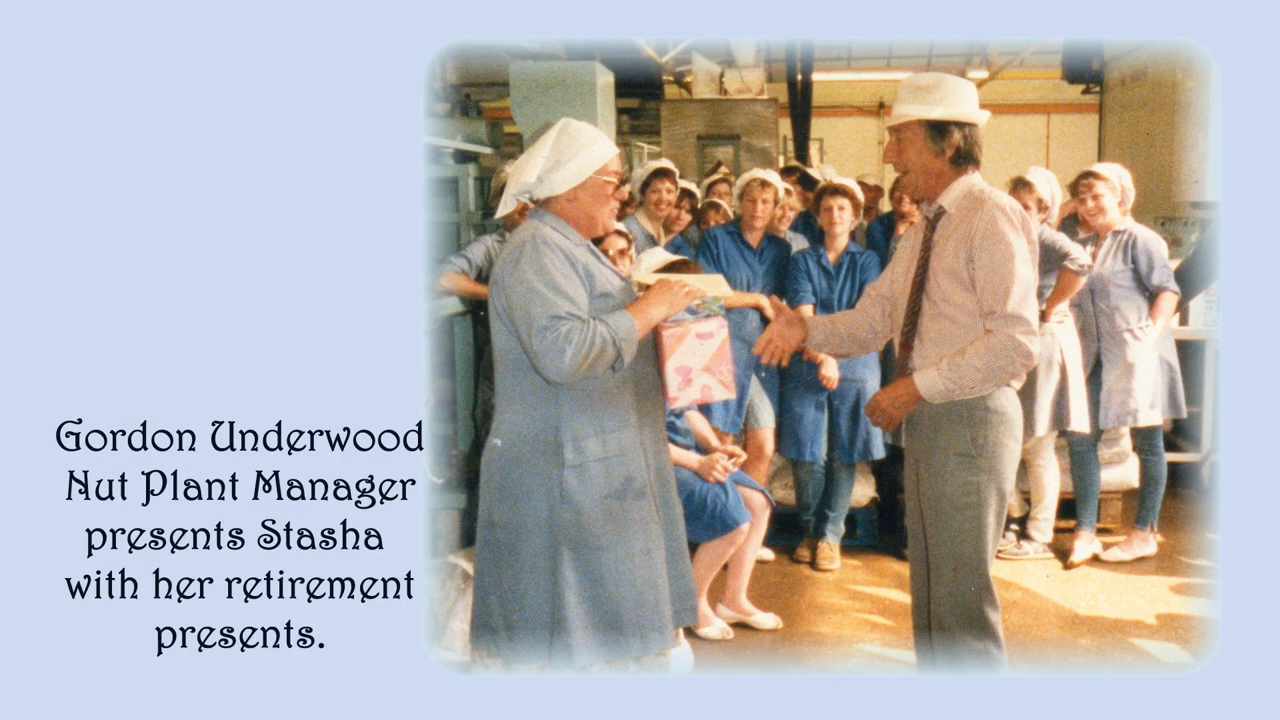 Gordon Underwood
Nut Plant Manager
presents Stasha
with her retirement
presents.